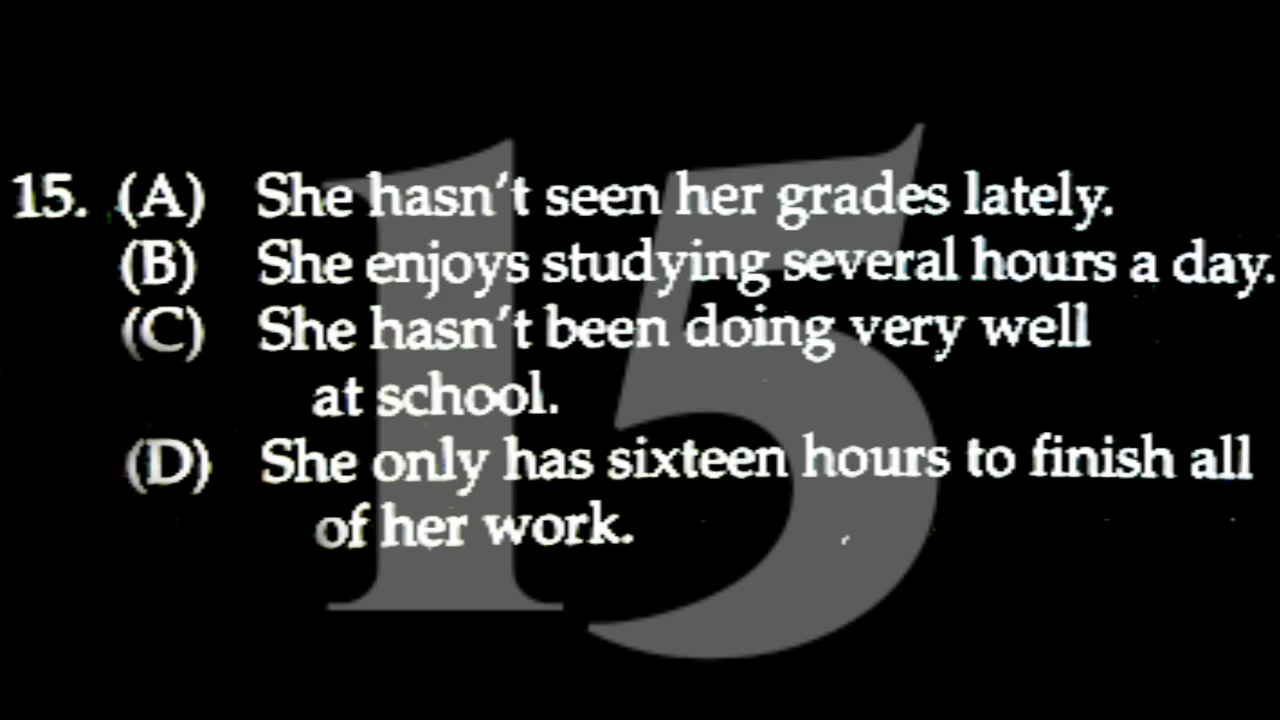 15
15. (A) She hasn't seen her grades lately.
(B) She enjoys studying several hours a day.
(C) She hasn't been doing very well
at school.
(D) She only has sixteen hours to finish all
of her work.